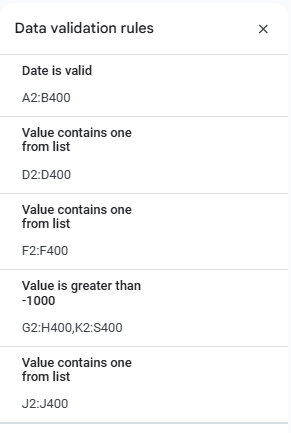 Data validation rules
Date is valid
A2:B400
Value contains one
from list
D2:D400
Value contains one
from list
F2:F400
Value is greater than
-1000
G2:H400,K2:S400
Value contains one
from list
J2:J400